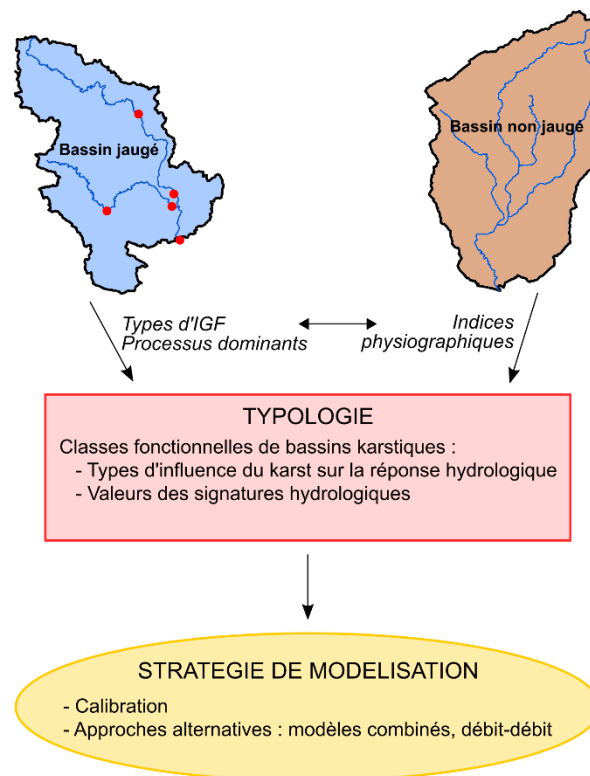 Bassin jaugé
Bassin non jaugé
Types d'IGF
Processus dominants
Indices
physiographiques
TYPOLOGIE
Classes fonctionnelles de bassins karstiques :
- Types d'influence du karst sur la réponse hydrologique
- Valeurs des signatures hydrologiques
STRATEGIE DE MODELISATION
- Calibration
- Approches alternatives : modèles combinés, débit-débit